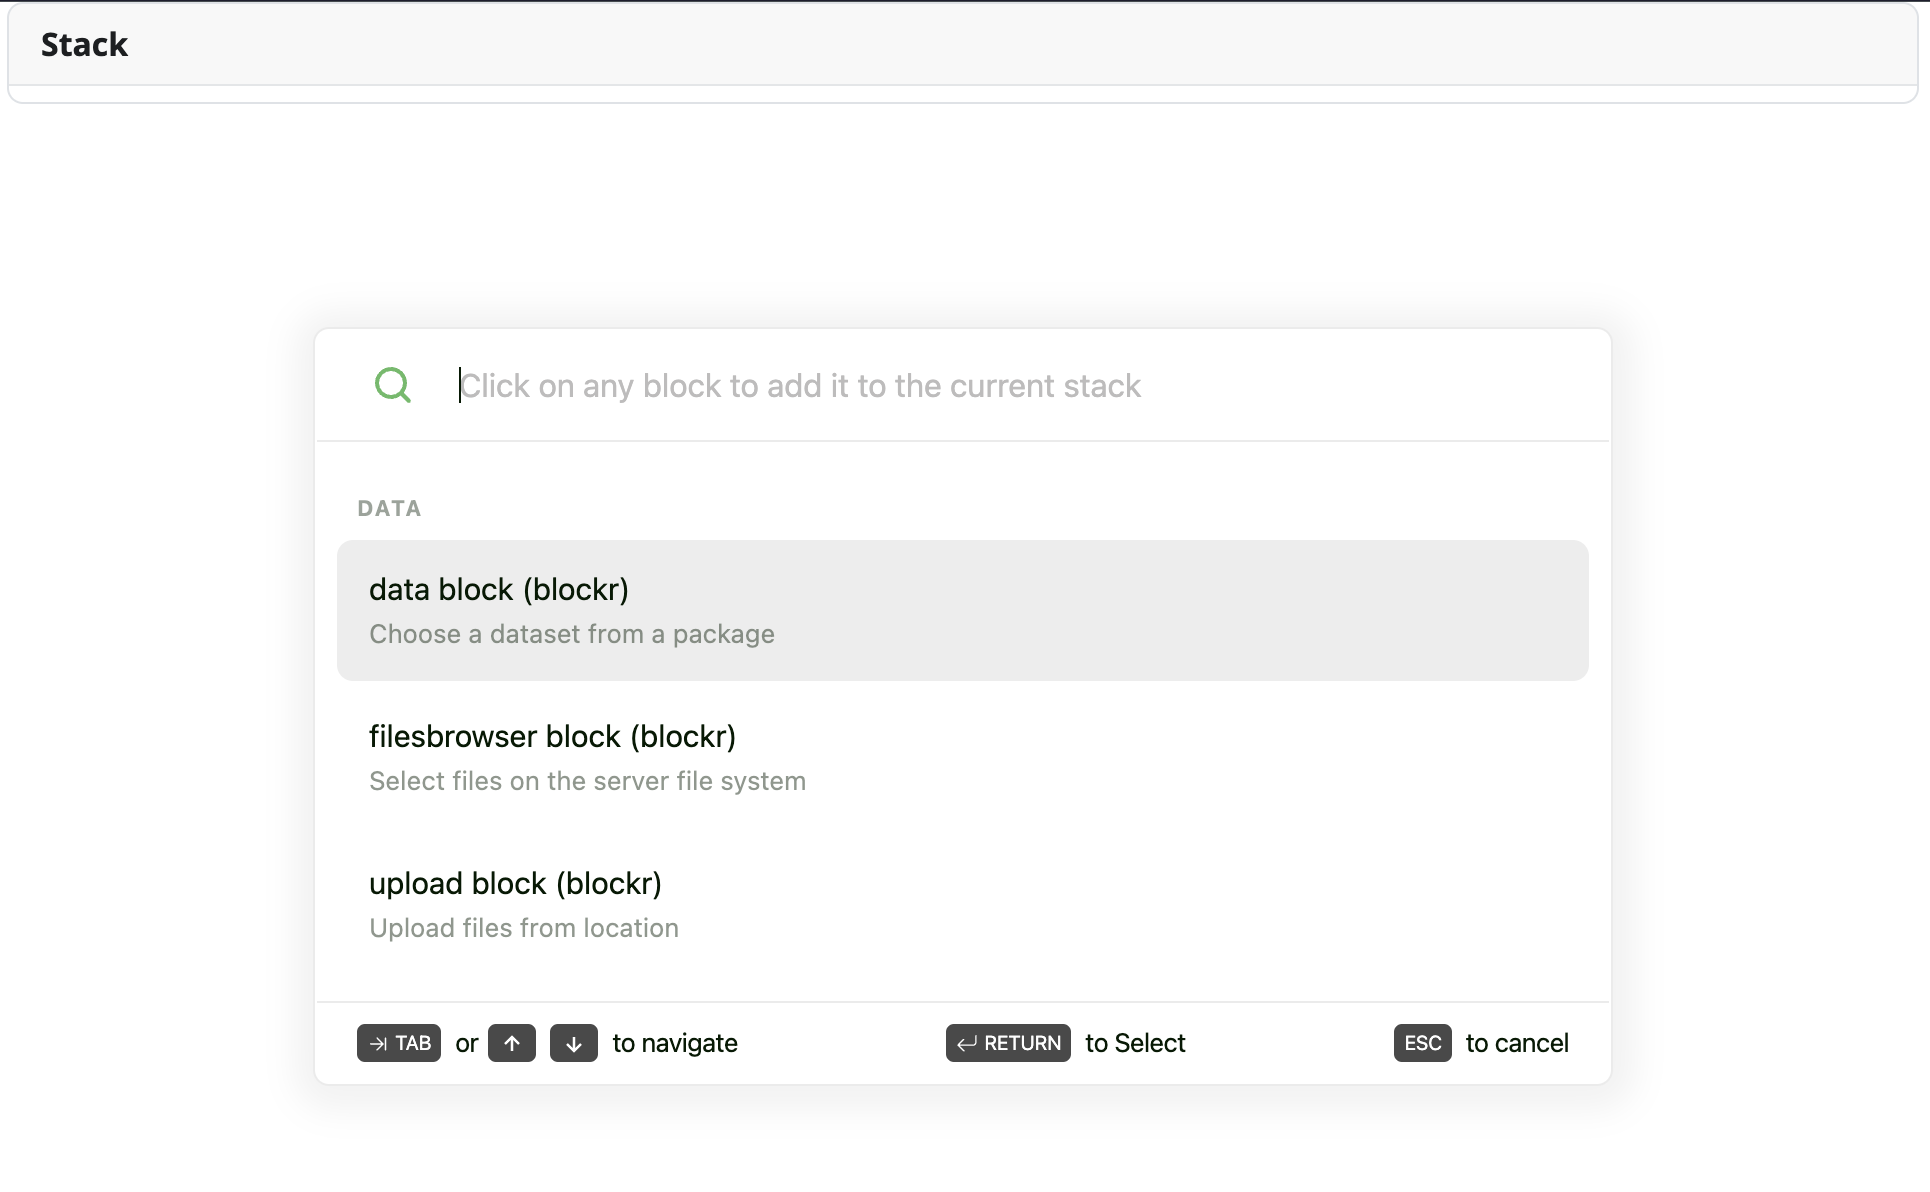 Stack
Click on any block to add it to the current stack
DATA
data block (blockr)
Choose a dataset from a package
filesbrowser block (blockr)
Select files on the server file system
upload block (blockr)
Upload files from location
TAB or ↑ ↓ to navigate RETURN to Select ESC to cancel